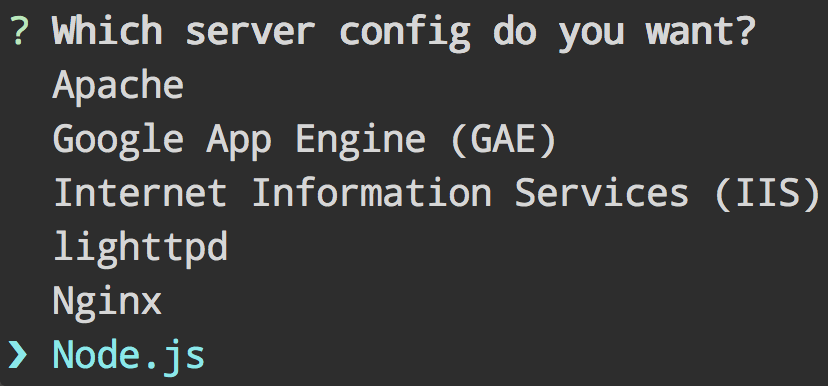 ? Which server config do you want?
Apache
Google App Engine (GAE)
Internet Information Services (IIS)
lighttpd
Nginx
❯ Node.js